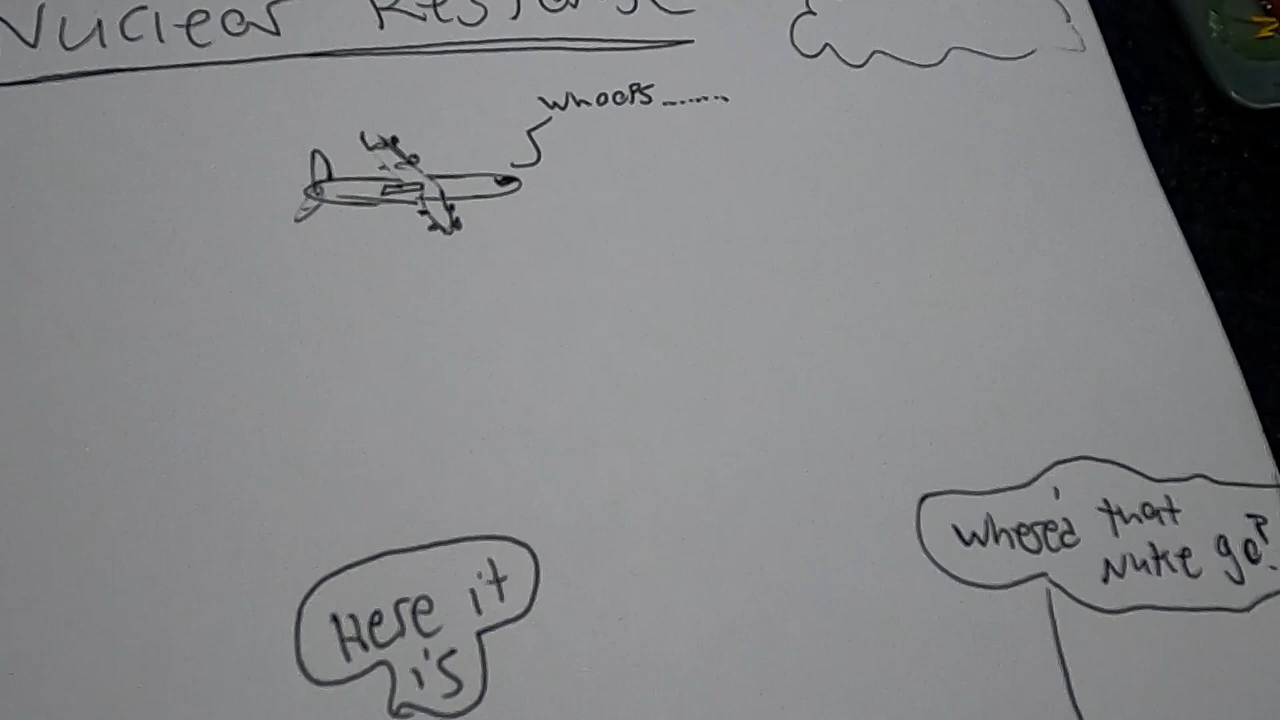 Nuclear
whoops........
where'd that
nuke go?
Here it
is